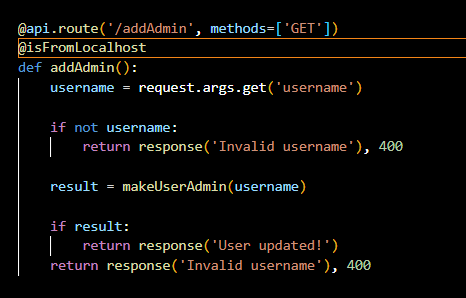 @api.route('/addAdmin', methods=['GET'])
@isFromLocalhost
def addAdmin():
    username = request.args.get('username')

    if not username:
        return response('Invalid username'), 400

    result = makeUserAdmin(username)

    if result:
        return response('User updated!')
    return response('Invalid username'), 400